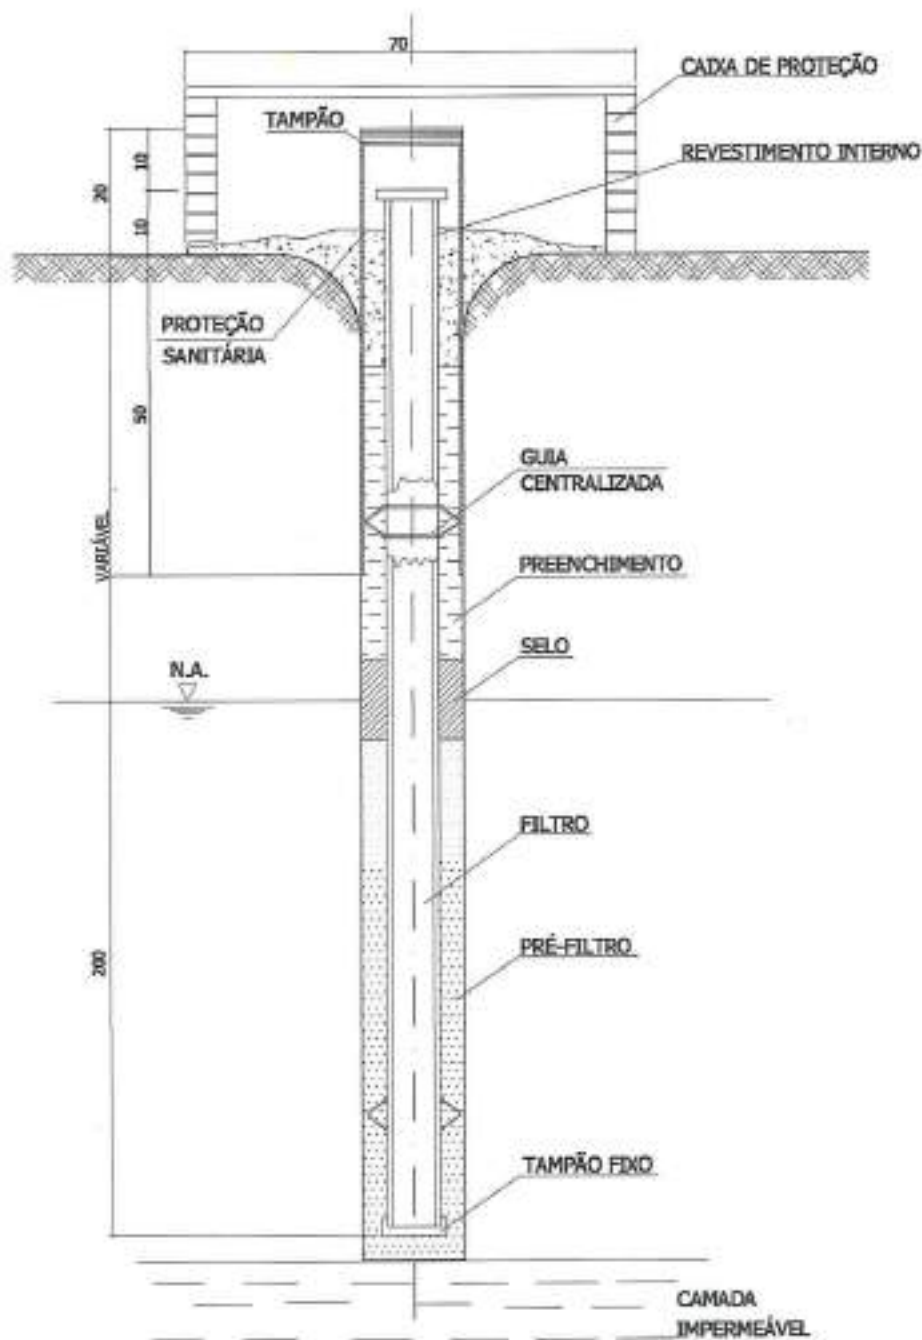 70
CAIXA DE PROTEÇÃO
TAMPÃO
REVESTIMENTO INTERNO
10
20
10
PROTEÇÃO
SANITÁRIA
50
GUIA
CENTRALIZADA
VARIÁVEL
PREENCHIMENTO
SELO
N.A.
FILTRO
PRÉ-FILTRO
200
TAMPÃO FIXO
CAMADA
IMPERMEÁVEL